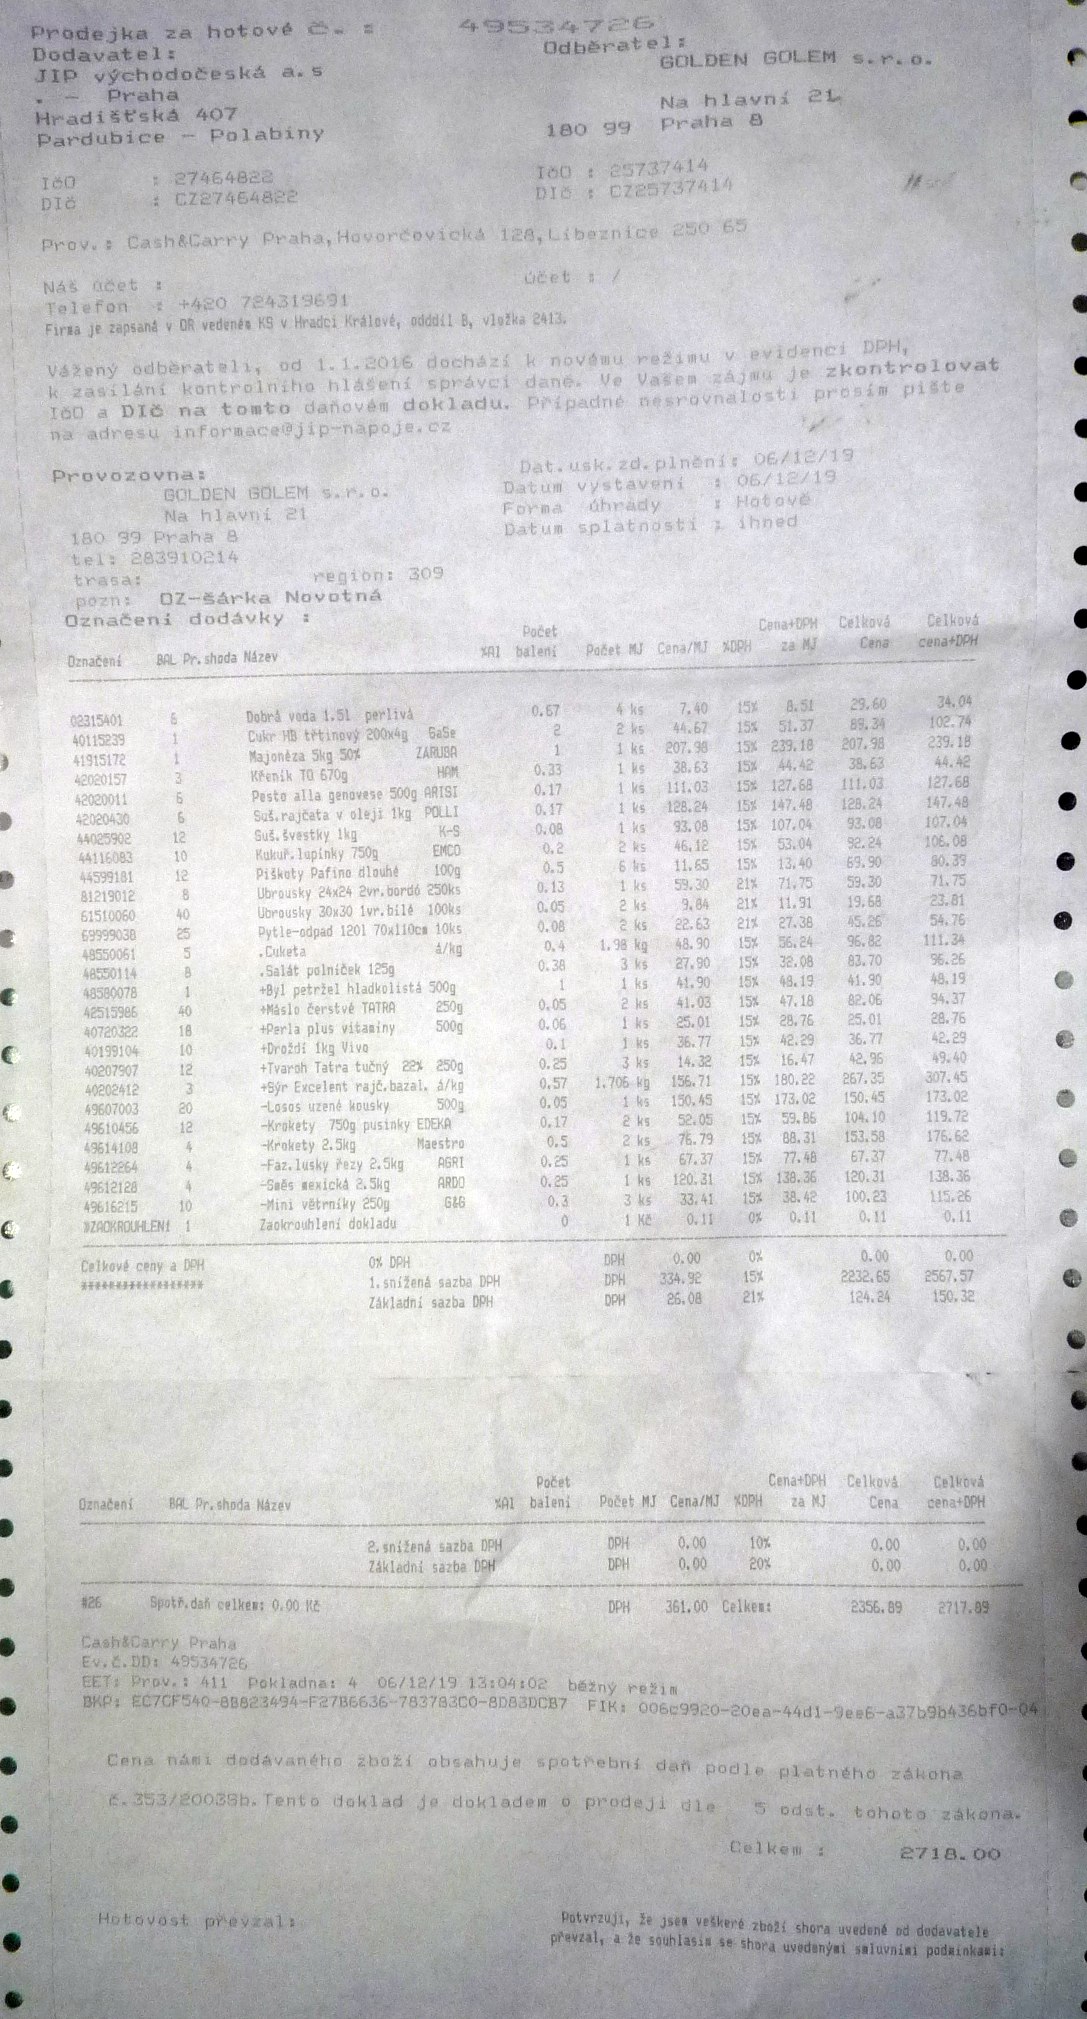 Prodejka za hotové č. : 49534726
Dodavatel: Odběratel:
JIP východočeská a.s GOLDEN GOLEM s.r.o.
. - Praha
Hradišťská 407 Na hlavní 21
Pardubice - Polabiny 180 99 Praha 8
IčO : 27464822 IčO : 25737414
DIč : CZ27464822 DIč : CZ25737414
Prov.: Cash&Carry Praha,Hovorčovická 128,Líbeznice 250 65
Náš účet : účet : /
Telefon : +420 724319691
Firma je zapsaná v OR vedeném KS v Hradci Králové, odddíl B, vložka 2413.
Vážený odběrateli, od 1.1.2016 dochází k novému režimu v evidenci DPH,
k zasílání kontrolního hlášení správci daně. Ve Vašem zájmu je zkontrolovat
IčO a DIč na tomto daňovém dokladu. Případné nesrovnalosti prosím pište
na adresu informace@jip-napoje.cz
Provozovna: Dat.usk.zd.plnění: 06/12/19
GOLDEN GOLEM s.r.o. Datum vystavení : 06/12/19
Na hlavní 21 Forma úhrady : Hotově
180 99 Praha 8 Datum splatnosti : ihned
tel: 283910214
trasa: region: 309
pozn: OZ-šárka Novotná
Označení dodávky :
Počet Cena+DPH Celková Celková
Označení BAL Pr.shoda Název %Al balení Počet MJ Cena/MJ %DPH za MJ Cena cena+DPH
02315401 6 Dobrá voda 1.5l perlivá 0.67 4 ks 7.40 15% 8.51 29.60 34.04
40115239 1 Cukr HB třtinový 200x4g GaSe 2 2 ks 44.67 15% 51.37 89.34 102.74
41915172 1 Majonéza 5kg 50% ZARUBA 1 1 ks 207.98 15% 239.18 207.98 239.18
42020157 3 Křeník TO 670g HAM 0.33 1 ks 38.63 15% 44.42 38.63 44.42
42020011 6 Pesto alla genovese 500g ARISI 0.17 1 ks 111.03 15% 127.68 111.03 127.68
42020430 6 Suš.rajčata v oleji 1kg POLLI 0.17 1 ks 128.24 15% 147.48 128.24 147.48
44025902 12 Suš.švestky 1kg K-S 0.08 1 ks 93.08 15% 107.04 93.08 107.04
44116083 10 Kukuř.lupínky 750g EMCO 0.2 2 ks 46.12 15% 53.04 92.24 106.08
44599181 12 Piškoty Pafino dlouhé 100g 0.5 6 ks 11.65 15% 13.40 69.90 80.39
81219012 8 Ubrousky 24x24 2vr.bordó 250ks 0.13 1 ks 59.30 21% 71.75 59.30 71.75
61510060 40 Ubrousky 30x30 1vr.bílé 100ks 0.05 2 ks 9.84 21% 11.91 19.68 23.81
69999038 25 Pytle-odpad 120l 70x110cm 10ks 0.08 2 ks 22.63 21% 27.38 45.26 54.76
48550061 5 .Cuketa á/kg 0.4 1.98 kg 48.90 15% 56.24 96.82 111.34
48550114 8 .Salát polníček 125g 0.38 3 ks 27.90 15% 32.08 83.70 96.26
48580078 1 +Byl petržel hladkolistá 500g 1 1 ks 41.90 15% 48.19 41.90 48.19
42515986 40 +Máslo čerstvé TATRA 250g 0.05 2 ks 41.03 15% 47.18 82.06 94.37
40720322 18 +Perla plus vitaminy 500g 0.06 1 ks 25.01 15% 28.76 25.01 28.76
40199104 10 +Droždí 1kg Vivo 0.1 1 ks 36.77 15% 42.29 36.77 42.29
40207907 12 +Tvaroh Tatra tučný 22% 250g 0.25 3 ks 14.32 15% 16.47 42.96 49.40
40202412 3 +Sýr Excelent rajč.bazal. á/kg 0.57 1.706 kg 156.71 15% 180.22 267.35 307.45
49607003 20 -Losos uzené kousky 500g 0.05 1 ks 150.45 15% 173.02 150.45 173.02
49610456 12 -Krokety 750g pusinky EDEKA 0.17 2 ks 52.05 15% 59.86 104.10 119.72
49614108 4 -Krokety 2.5kg Maestro 0.5 2 ks 76.79 15% 88.31 153.58 176.62
49612264 4 -Faz.lusky řezy 2.5kg AGRI 0.25 1 ks 67.37 15% 77.48 67.37 77.48
49612128 4 -Směs mexická 2.5kg ARDO 0.25 1 ks 120.31 15% 138.36 120.31 138.36
49616215 10 -Mini větrníky 250g G&G 0.3 3 ks 33.41 15% 38.42 100.23 115.26
%ZAOKROUHLENI 1 Zaokrouhlení dokladu 0 1 Kč 0.11 0% 0.11 0.11 0.11
Celkové ceny a DPH 0% DPH DPH 0.00 0% 0.00 0.00
***************** 1.snížená sazba DPH DPH 334.92 15% 2232.65 2567.57
Základní sazba DPH DPH 26.08 21% 124.24 150.32
Počet Cena+DPH Celková Celková
Označení BAL Pr.shoda Název %Al balení Počet MJ Cena/MJ %DPH za MJ Cena cena+DPH
2.snížená sazba DPH DPH 0.00 10% 0.00 0.00
Základní sazba DPH DPH 0.00 20% 0.00 0.00
#26 Spotř.daň celkem: 0.00 Kč DPH 361.00 Celkem: 2356.89 2717.89
Cash&Carry Praha
Ev.č.DD: 49534726
EET: Prov.: 411 Pokladna: 4 06/12/19 13:04:02 běžný režim
BKP: EC7CF540-8B823494-F27B6636-783783C0-8D83DCB7 FIK: 006c9920-20ea-44d1-9ee6-a37b9b436bf0-04
Cena námi dodávaného zboží obsahuje spotřební daň podle platného zákona
č.353/2003Sb.Tento doklad je dokladem o prodeji dle 5 odst. tohoto zákona.
Celkem : 2718.00
Hotovost převzal: Potvrzuji, že jsem veškeré zboží shora uvedené od dodavatele
převzal, a že souhlasím se shora uvedenými smluvními podmínkami: